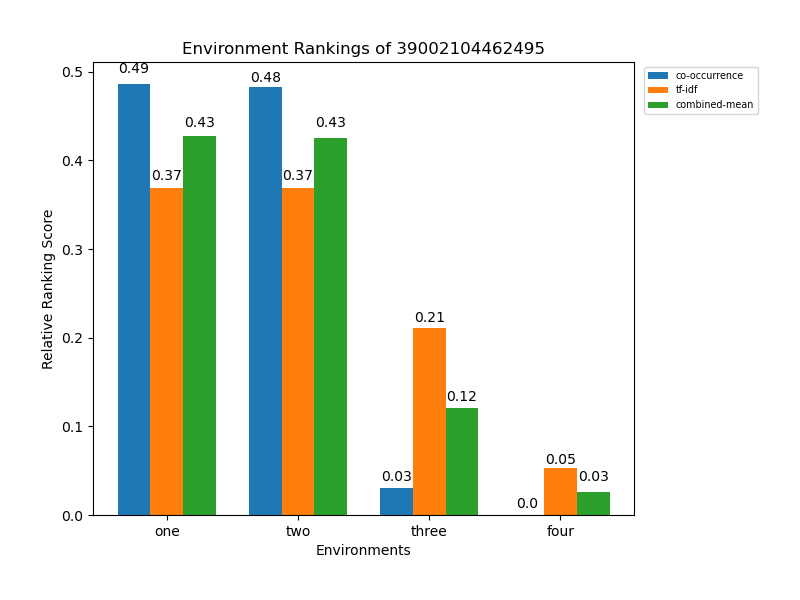 Environment Rankings of 39002104462495
co-occurrence
tf-idf
combined-mean
Relative Ranking Score
0.5
0.4
0.3
0.2
0.1
0.0
0.49
0.37
0.43
0.48
0.37
0.43
0.03
0.21
0.12
0.0
0.05
0.03
one two three four
Environments